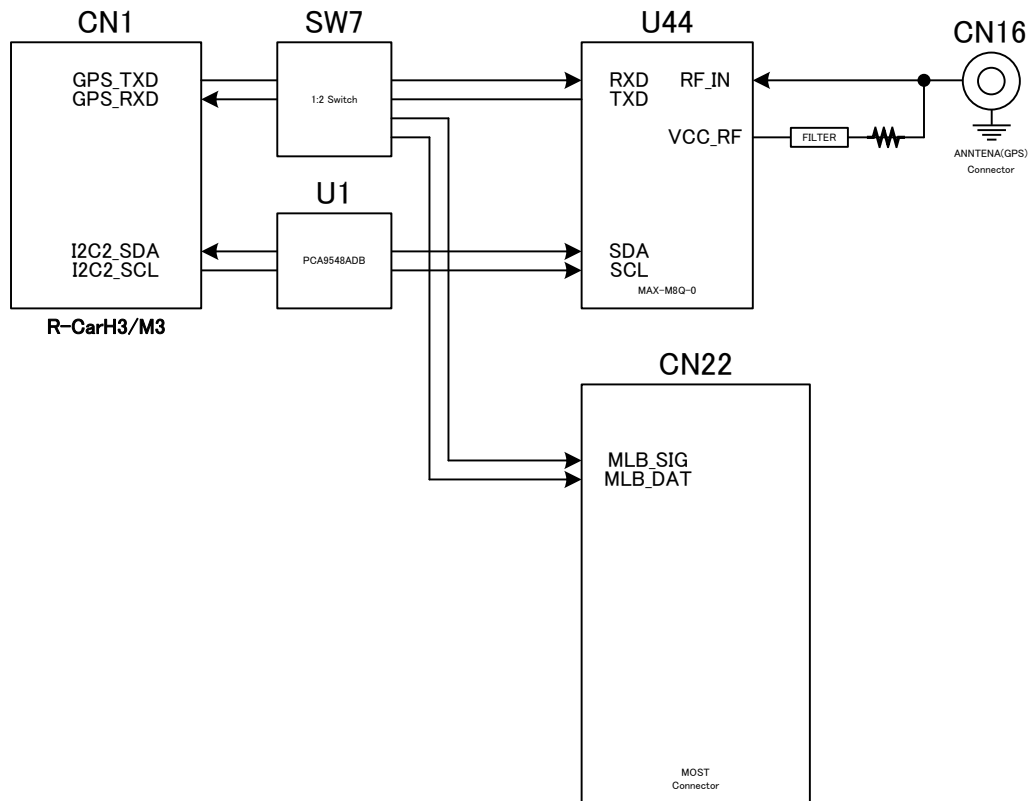 CN1
SW7
U44
CN16
GPS_TXD
GPS_RXD
1:2 Switch
RXD
TXD
RF_IN
VCC_RF
FILTER
ANNTENA(GPS)
Connector
U1
I2C2_SDA
I2C2_SCL
PCA9548ADB
SDA
SCL
MAX-M8Q-0
R-CarH3/M3
CN22
MLB_SIG
MLB_DAT
MOST
Connector